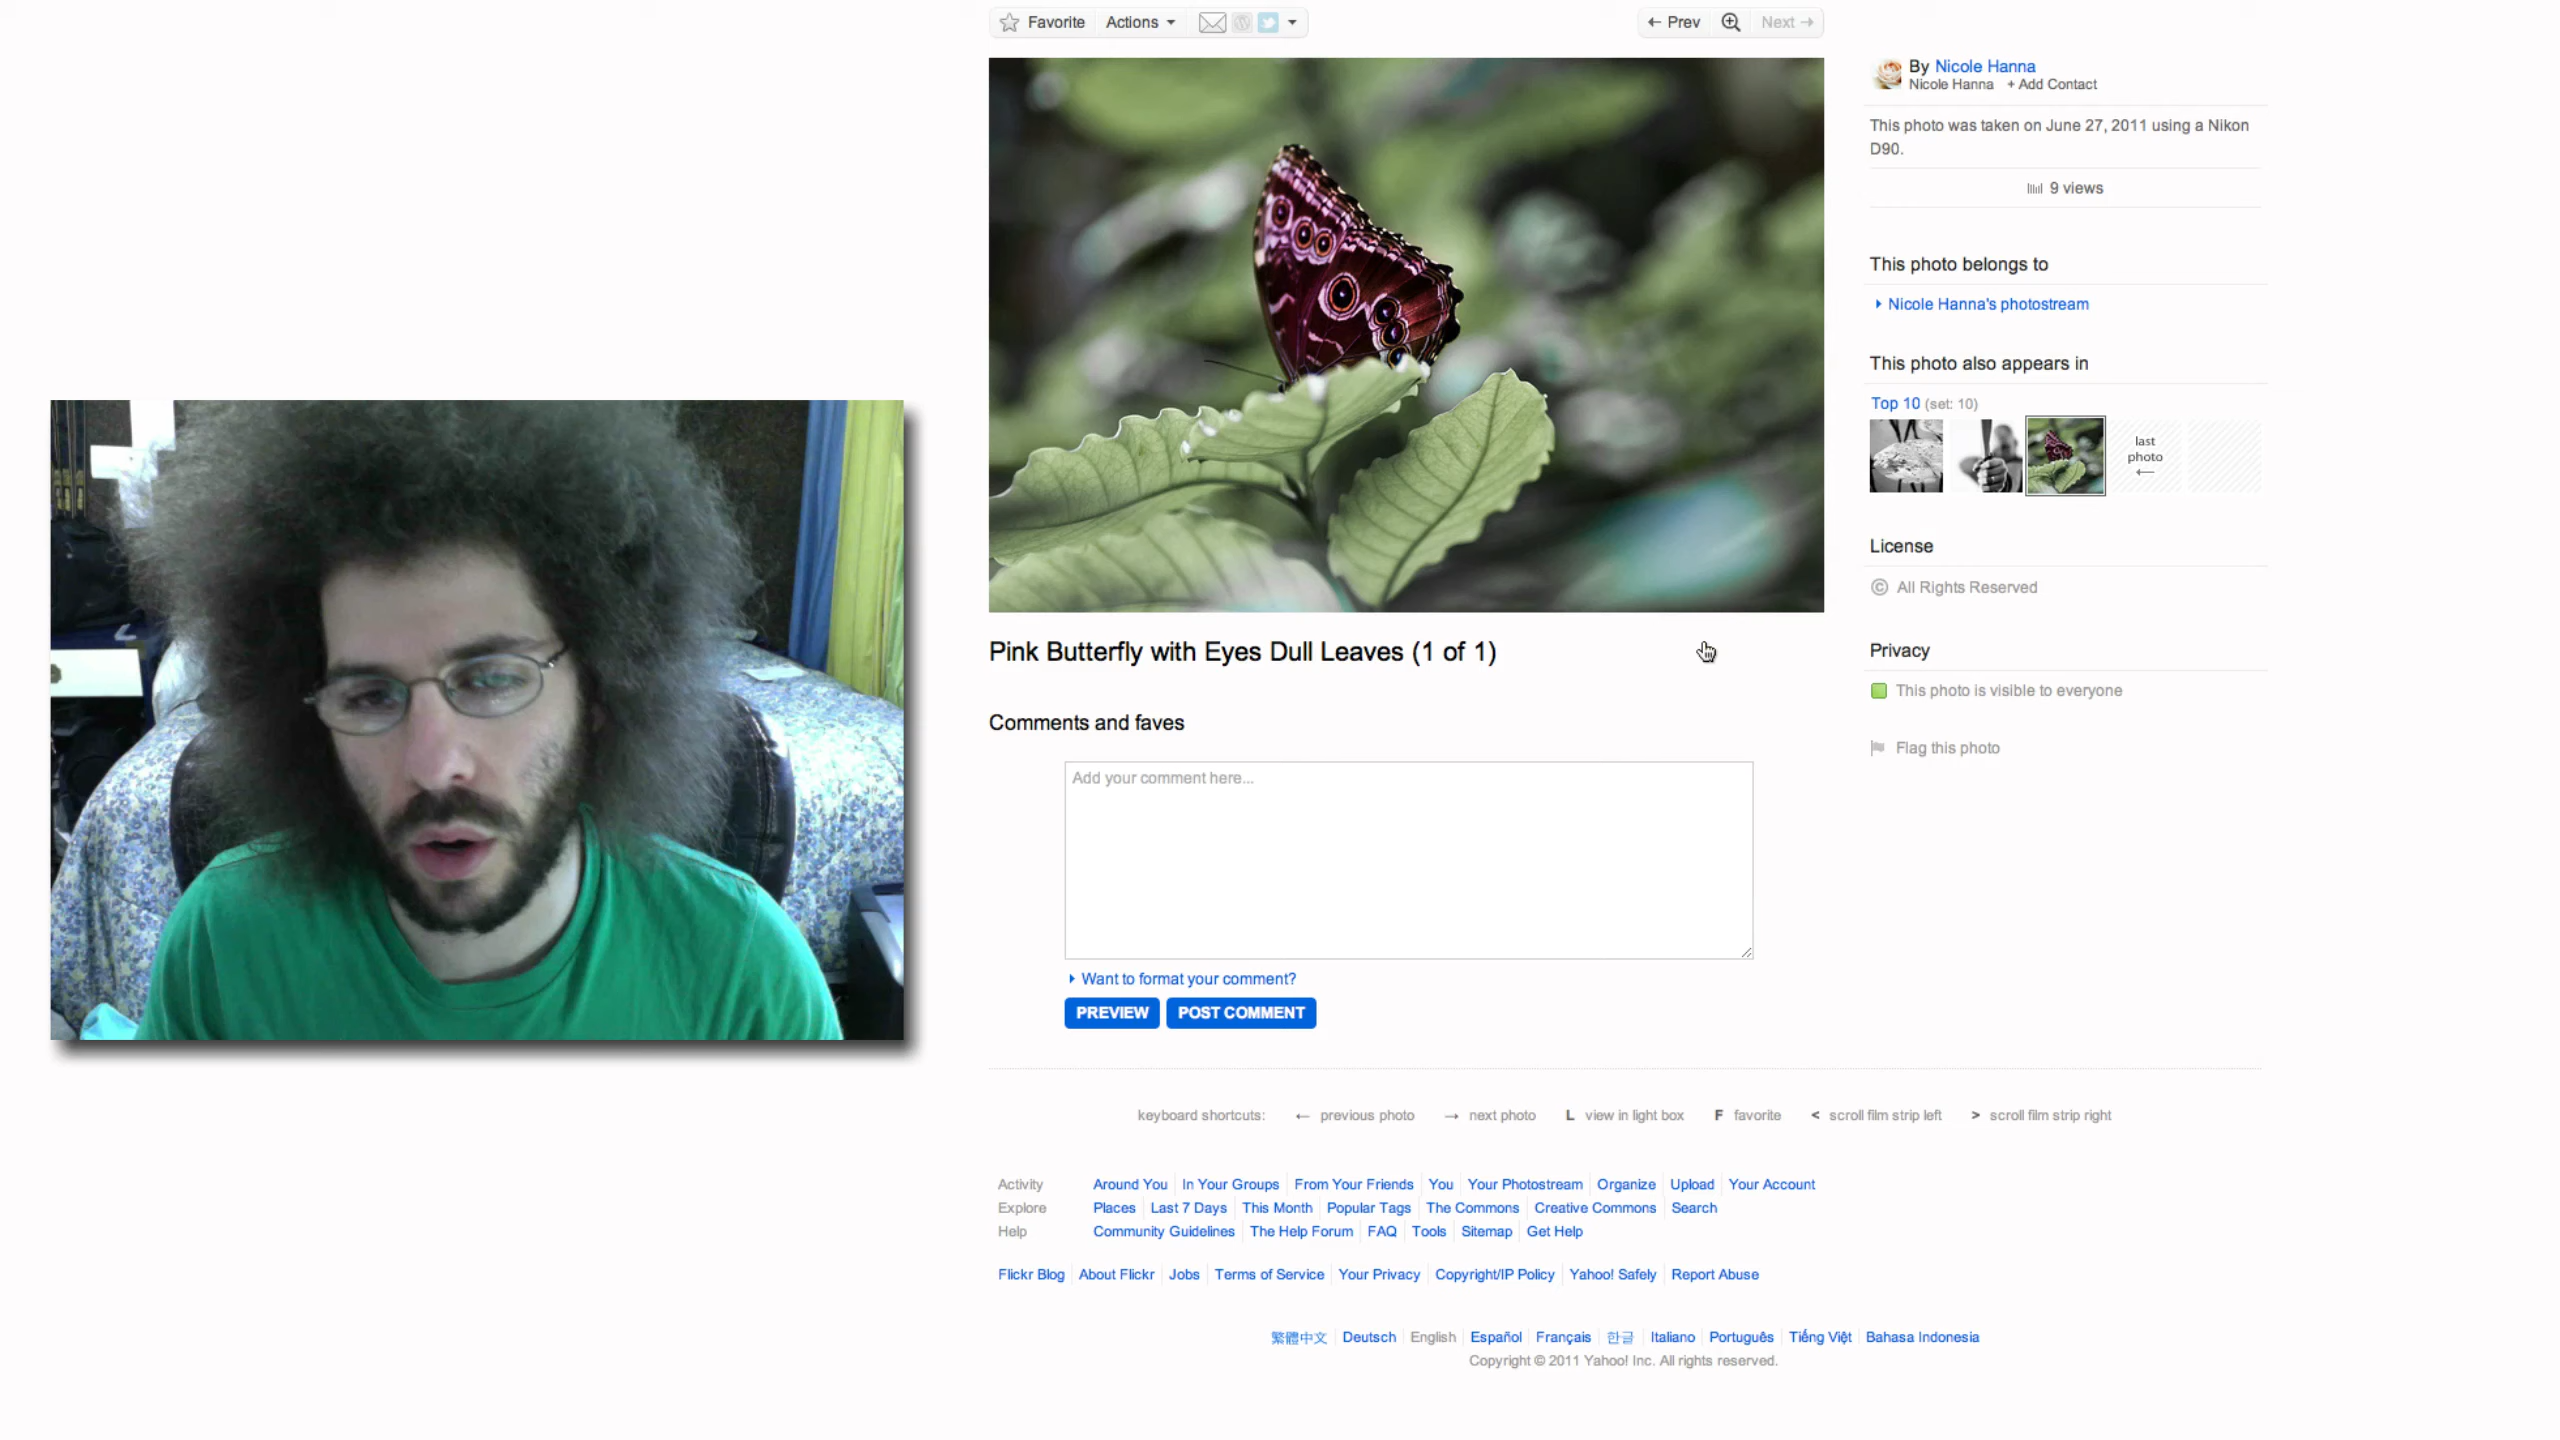 Favorite Actions
← Prev Next →
By Nicole Hanna
Nicole Hanna + Add Contact
This photo was taken on June 27, 2011 using a Nikon
D90.
9 views
This photo belongs to
Nicole Hanna's photostream
This photo also appears in
Top 10 (set: 10)
last
photo
←
License
© All Rights Reserved
Privacy
This photo is visible to everyone
Flag this photo
Pink Butterfly with Eyes Dull Leaves (1 of 1)
Comments and faves
Add your comment here...
Want to format your comment?
PREVIEW POST COMMENT
keyboard shortcuts: ← previous photo → next photo L view in light box F favorite < scroll film strip left > scroll film strip right
Activity Around You In Your Groups From Your Friends You Your Photostream Organize Upload Your Account
Explore Places Last 7 Days This Month Popular Tags The Commons Creative Commons Search
Help Community Guidelines The Help Forum FAQ Tools Sitemap Get Help
Flickr Blog About Flickr Jobs Terms of Service Your Privacy Copyright/IP Policy Yahoo! Safely Report Abuse
繁體中文 Deutsch English Español Français 한글 Italiano Português Tiếng Việt Bahasa Indonesia
Copyright © 2011 Yahoo! Inc. All rights reserved.